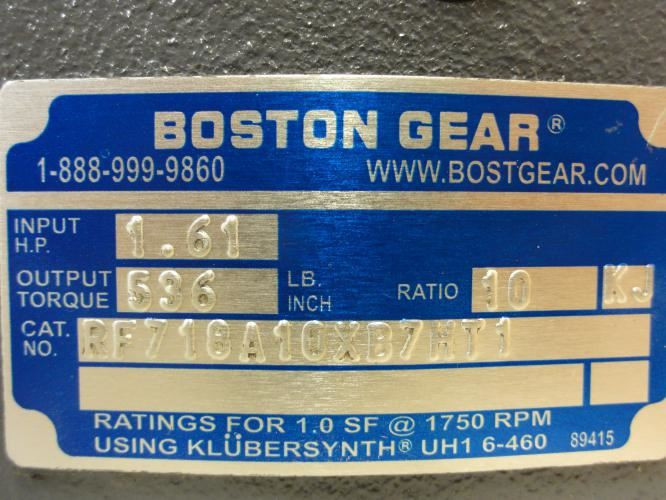 BOSTON GEAR®
1-888-999-9860 WWW.BOSTGEAR.COM
INPUT H.P. 1.61
OUTPUT TORQUE 536 LB. INCH RATIO 10 KJ
CAT. NO. RF718A10XB7HT1
RATINGS FOR 1.0 SF @ 1750 RPM
USING KLÜBERSYNTH® UH1 6-460 89415